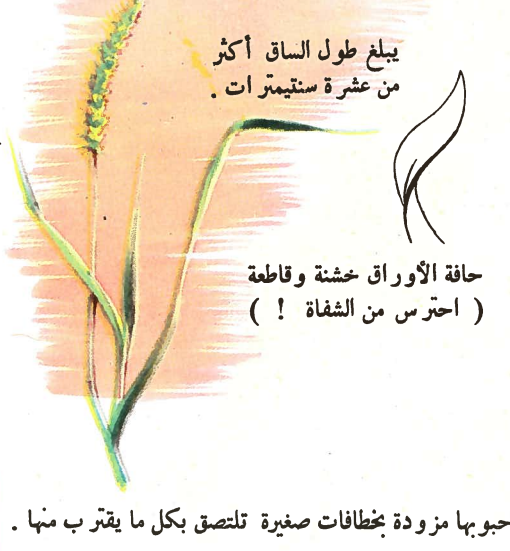 يبلغ طول الساق أكثر
من عشرة سنتيمترات .
حافة الأوراق خشنة وقاطعة
( احترس من الشفاة ! )
حبوبها مزودة بخطافات صغيرة تلتصق بكل ما يقترب منها .